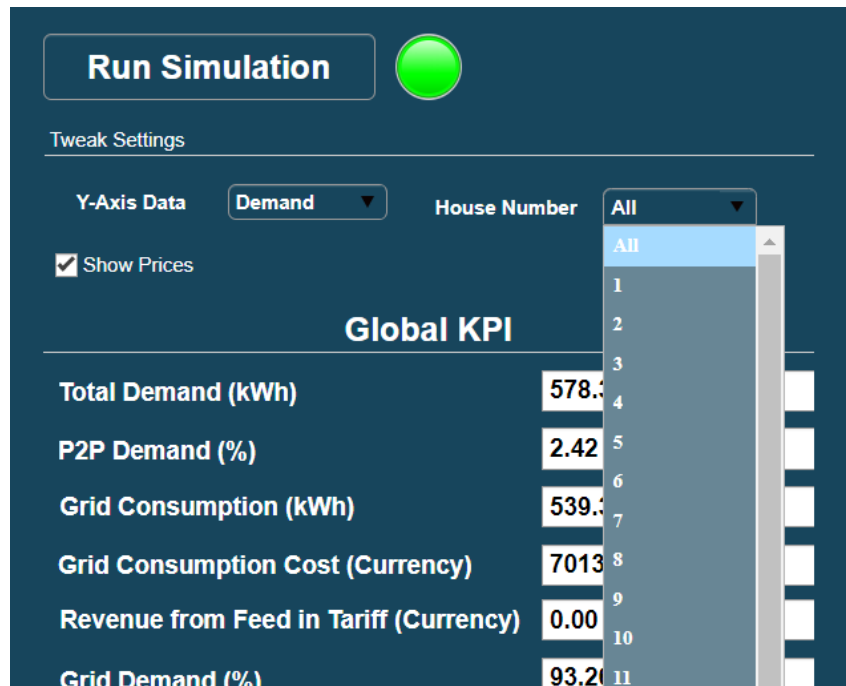 Run Simulation
Tweak Settings
Y-Axis Data
Demand
House Number
All
All
Show Prices
1
2
3
4
5
6
7
8
9
10
11
Global KPI
Total Demand (kWh)
578.
P2P Demand (%)
2.42
Grid Consumption (kWh)
539.
Grid Consumption Cost (Currency)
7013
Revenue from Feed in Tariff (Currency)
0.00
Grid Demand (%)
93.20